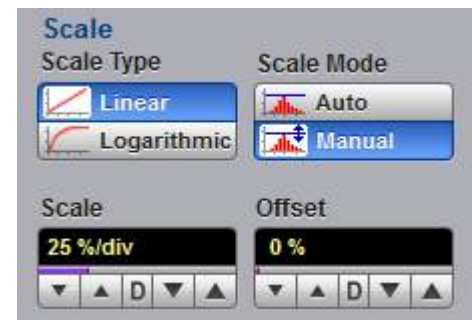 Scale
Scale Type
Scale Mode
Linear
Auto
Logarithmic
Manual
Scale
Offset
25 %/div
0 %
D
D